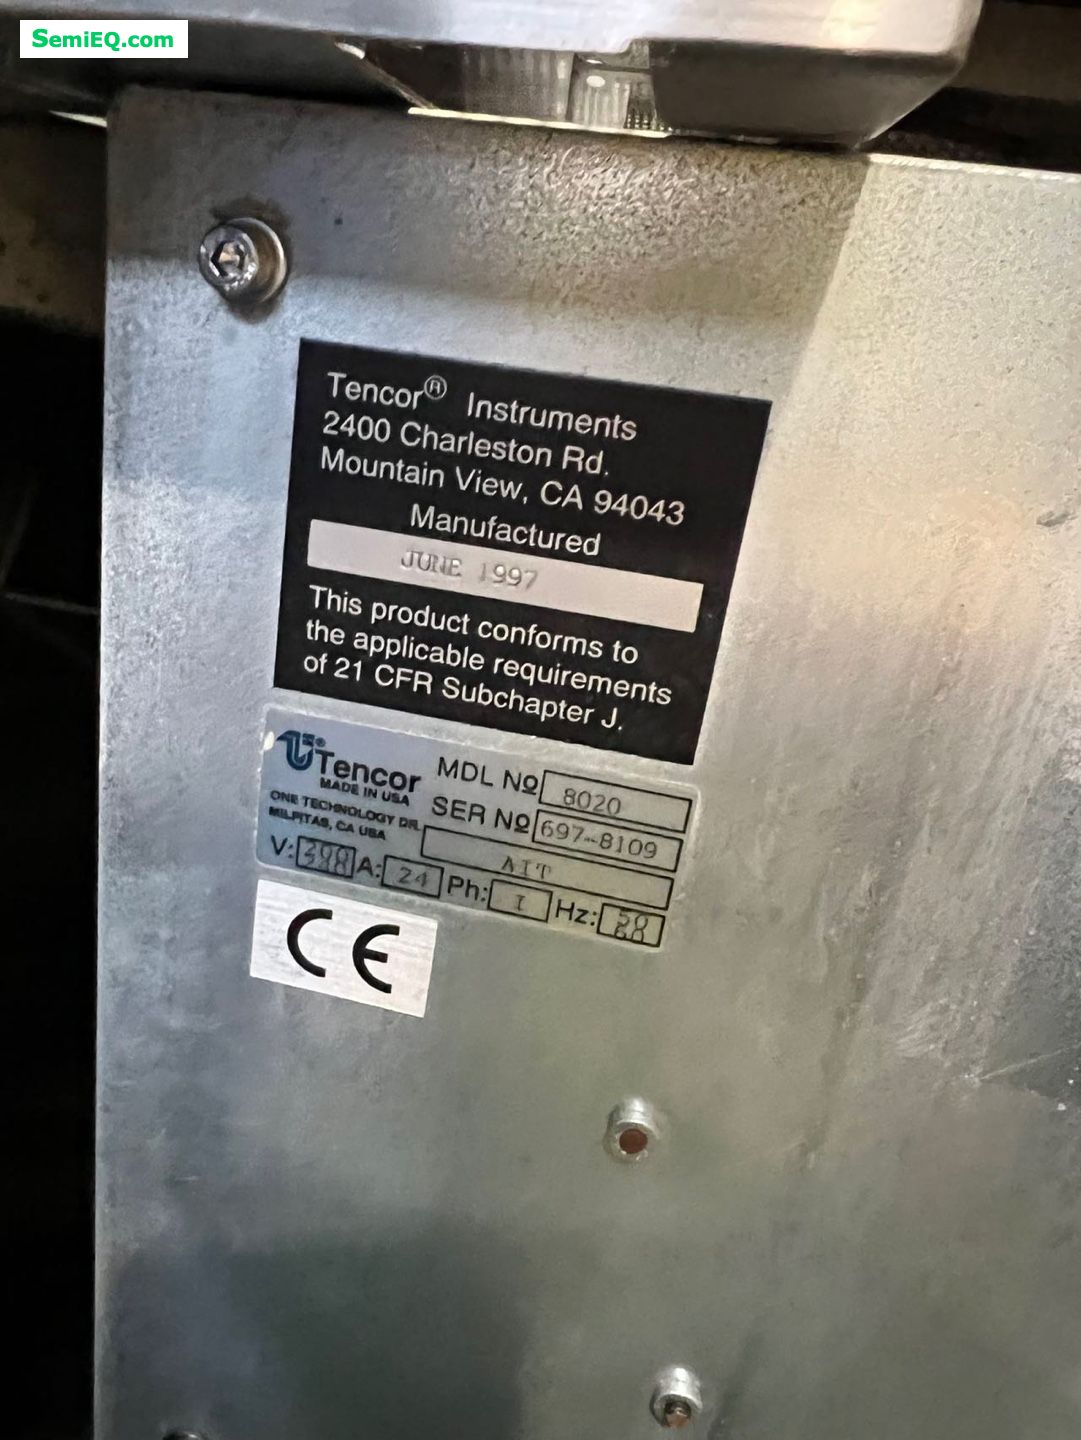 SemiEQ.com
Tencor® Instruments
2400 Charleston Rd.
Mountain View, CA 94043
Manufactured
JUNE 1997
This product conforms to
the applicable requirements
of 21 CFR Subchapter J.
Tencor
MADE IN USA
ONE TECHNOLOGY DR.
MILPITAS, CA USA
MDL Nº 8020
SER Nº 697-8109
AIT
V: A: 24 Ph: 1 Hz:
CE